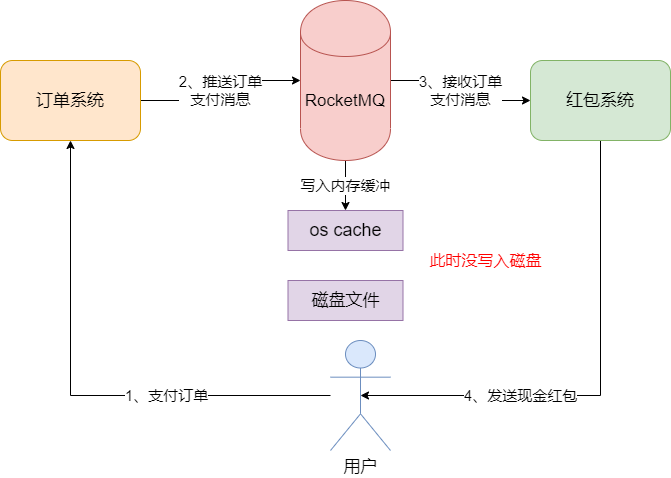 订单系统
2、推送订单
支付消息
RocketMQ
3、接收订单
支付消息
红包系统
写入内存缓冲
os cache
此时没写入磁盘
磁盘文件
1、支付订单
4、发送现金红包
用户